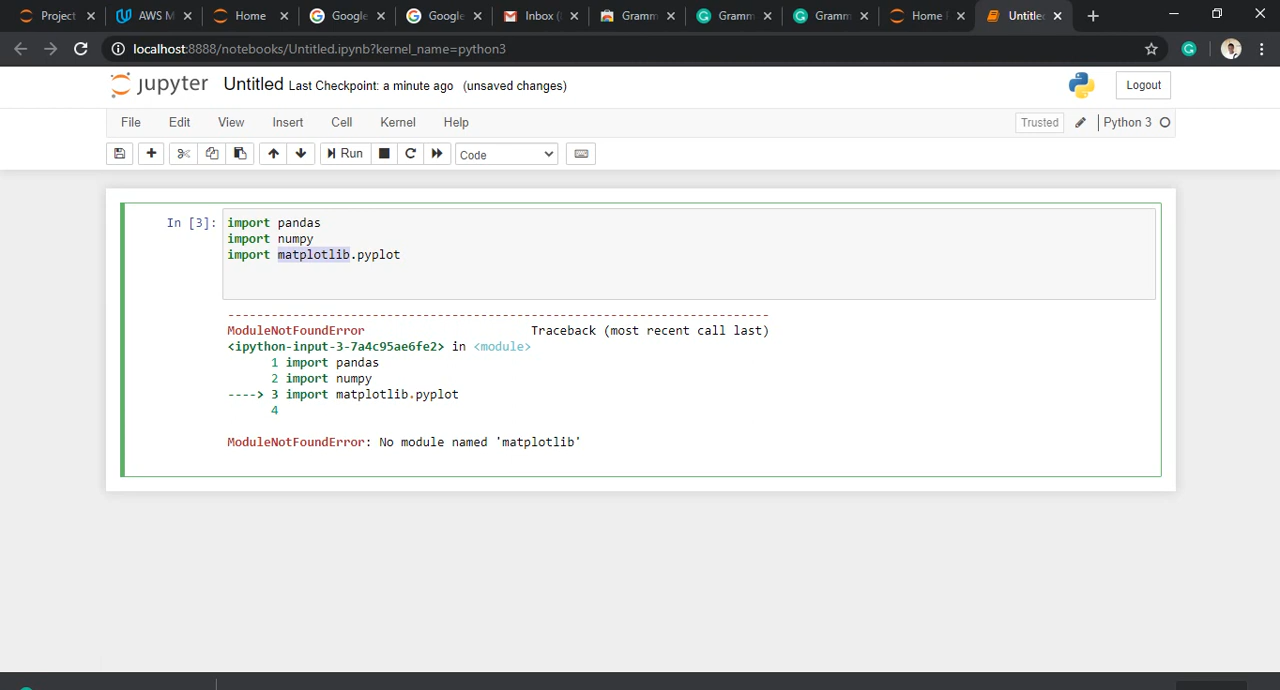 Project
AWS M
Home
Google
Google
Inbox (
Gramm
Gramm
Gramm
Home P
Untitled
localhost:8888/notebooks/Untitled.ipynb?kernel_name=python3
jupyter Untitled Last Checkpoint: a minute ago (unsaved changes)
Logout
File Edit View Insert Cell Kernel Help
Trusted Python 3
Run Code
In [3]: import pandas
import numpy
import matplotlib.pyplot
---------------------------------------------------------------------------
ModuleNotFoundError Traceback (most recent call last)
<ipython-input-3-7a4c95ae6fe2> in <module>
1 import pandas
2 import numpy
----> 3 import matplotlib.pyplot
4
ModuleNotFoundError: No module named 'matplotlib'